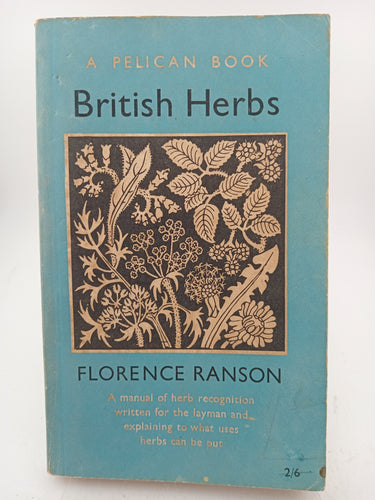 A PELICAN BOOK
British Herbs
FLORENCE RANSON
A manual of herb recognition
written for the layman and
explaining to what uses
herbs can be put
2/6